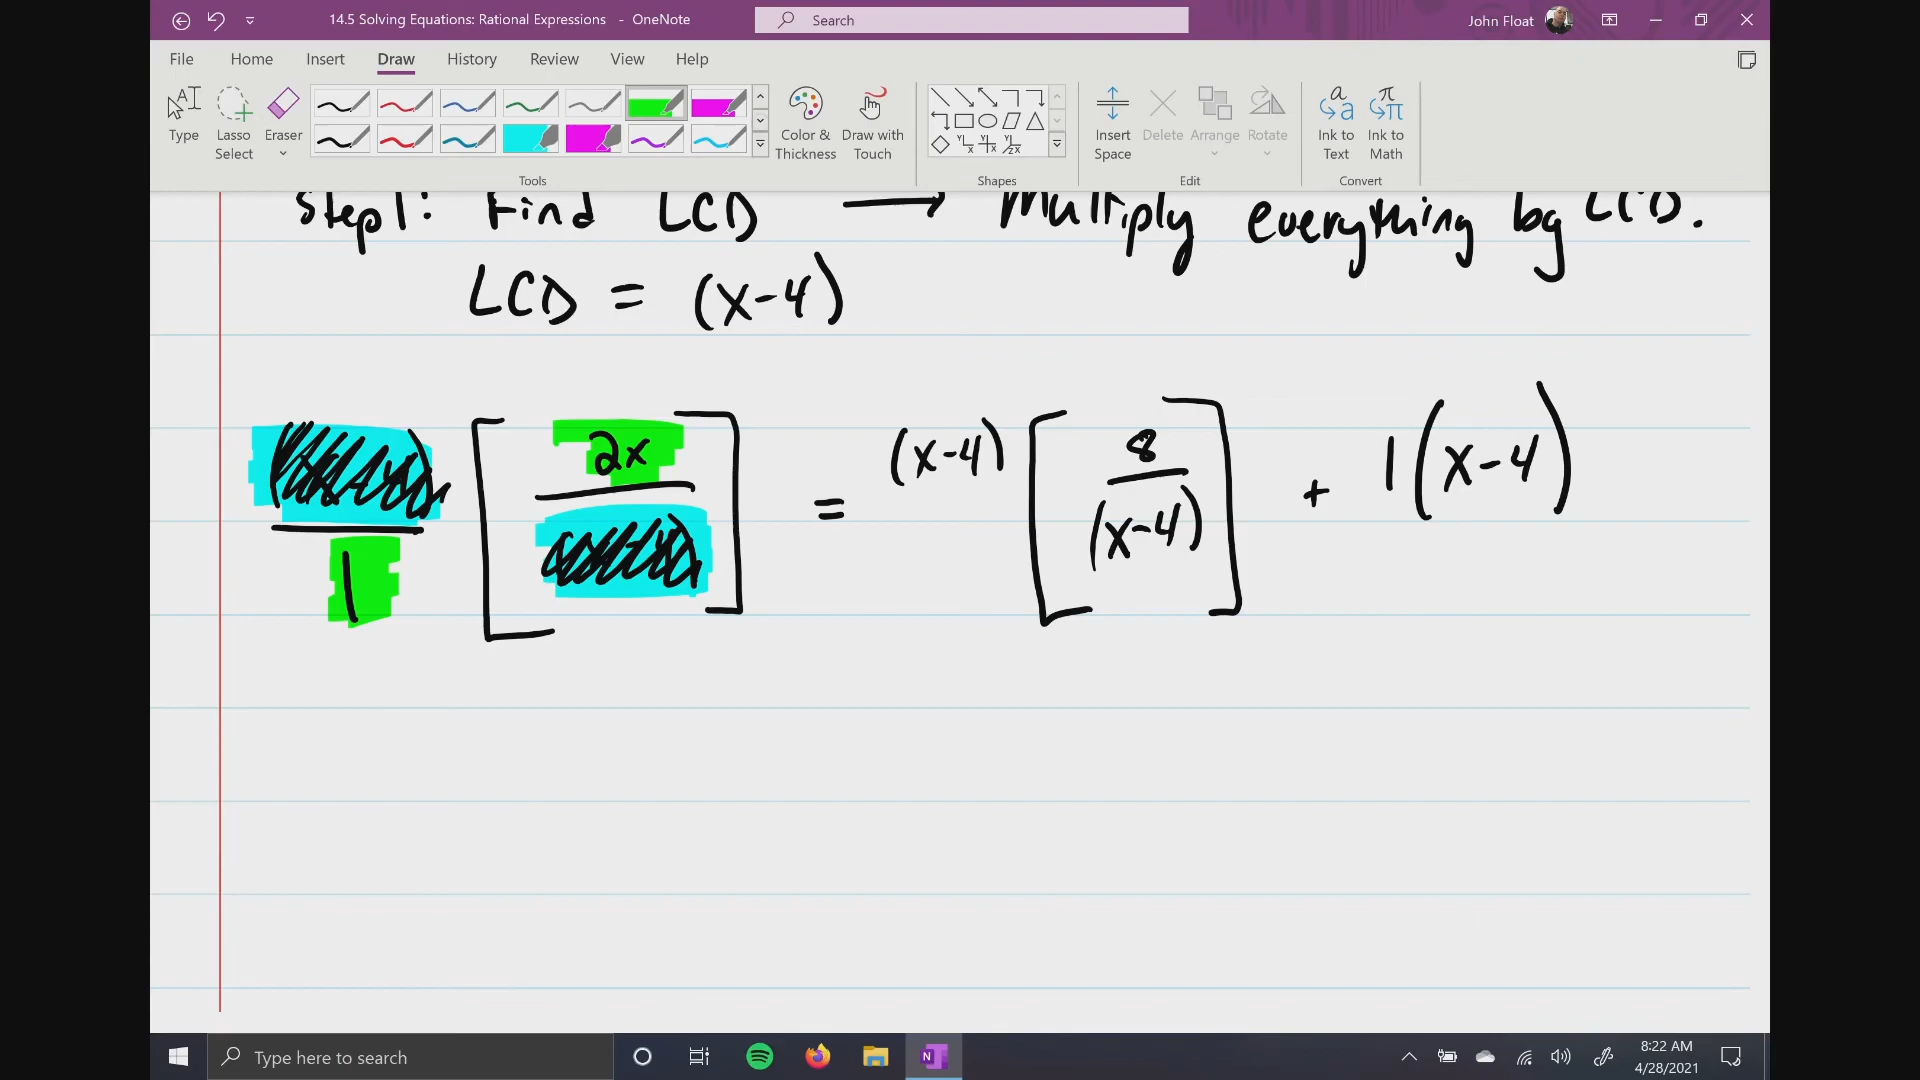 14.5 Solving Equations: Rational Expressions - OneNote
Search
John Float
File Home Insert Draw History Review View Help
Type Lasso Select Eraser Color & Thickness Draw with Touch Insert Space Delete Arrange Rotate Ink to Text Ink to Math
Tools Shapes Edit Convert
Step1: Find LCD → Multiply everything by LCD.
LCD = (x-4)
/1 [2x/] = (x-4) [8/(x-4)] + 1(x-4)
Type here to search
8:22 AM
4/28/2021